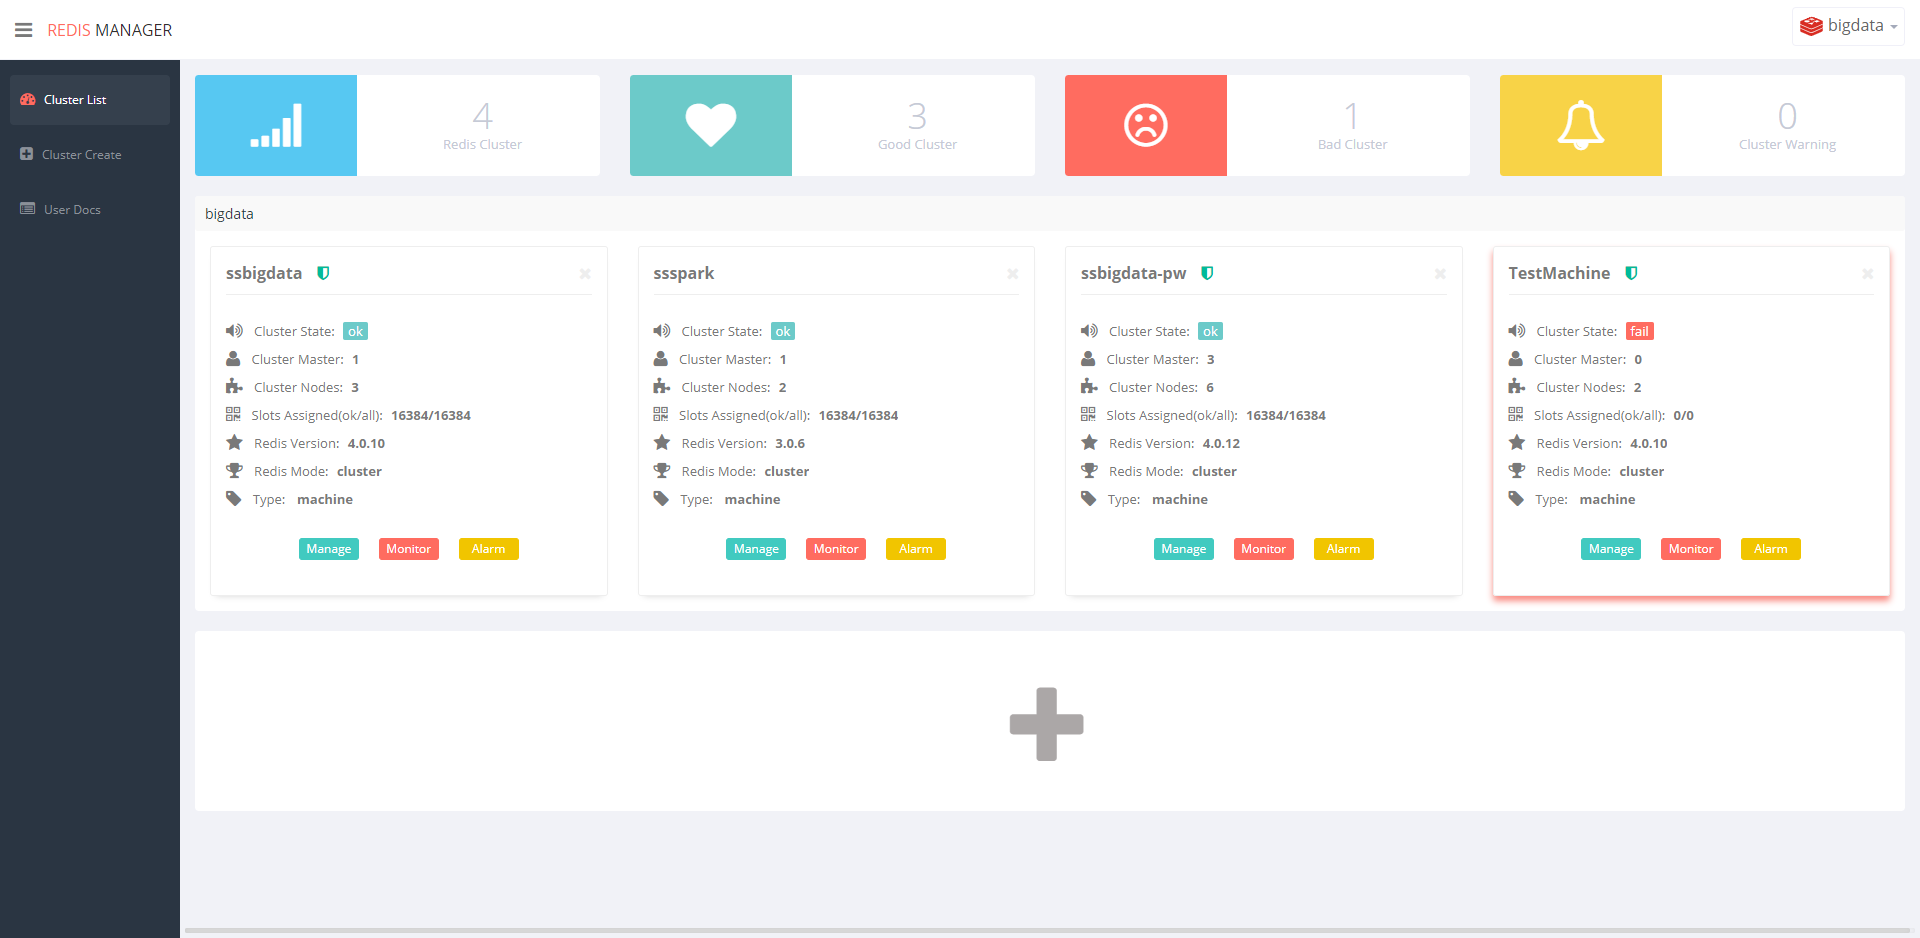 REDIS MANAGER
bigdata
Cluster List
Cluster Create
User Docs
4
Redis Cluster
3
Good Cluster
1
Bad Cluster
0
Cluster Warning
bigdata
ssbigdata
Cluster State: ok
Cluster Master: 1
Cluster Nodes: 3
Slots Assigned(ok/all): 16384/16384
Redis Version: 4.0.10
Redis Mode: cluster
Type: machine
Manage Monitor Alarm
ssspark
Cluster State: ok
Cluster Master: 1
Cluster Nodes: 2
Slots Assigned(ok/all): 16384/16384
Redis Version: 3.0.6
Redis Mode: cluster
Type: machine
Manage Monitor Alarm
ssbigdata-pw
Cluster State: ok
Cluster Master: 3
Cluster Nodes: 6
Slots Assigned(ok/all): 16384/16384
Redis Version: 4.0.12
Redis Mode: cluster
Type: machine
Manage Monitor Alarm
TestMachine
Cluster State: fail
Cluster Master: 0
Cluster Nodes: 2
Slots Assigned(ok/all): 0/0
Redis Version: 4.0.10
Redis Mode: cluster
Type: machine
Manage Monitor Alarm